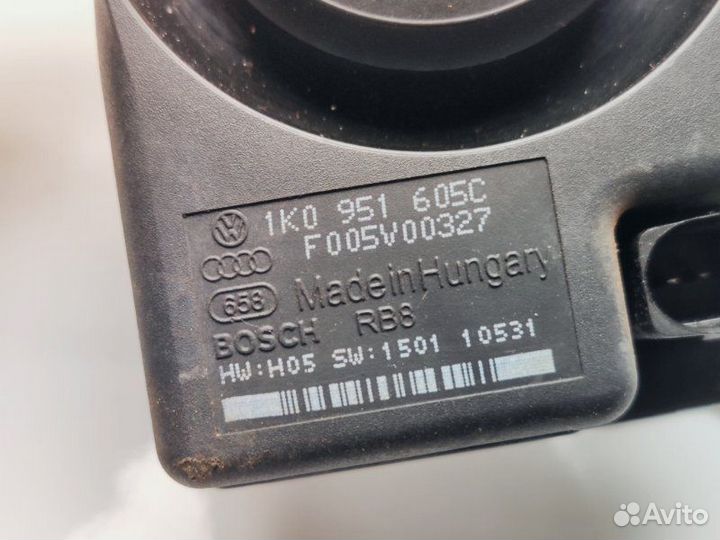 1K0 951 605C
F005V00327
658 Made in Hungary
BOSCH RB8
HW:H05 SW:1501 10531
Avito